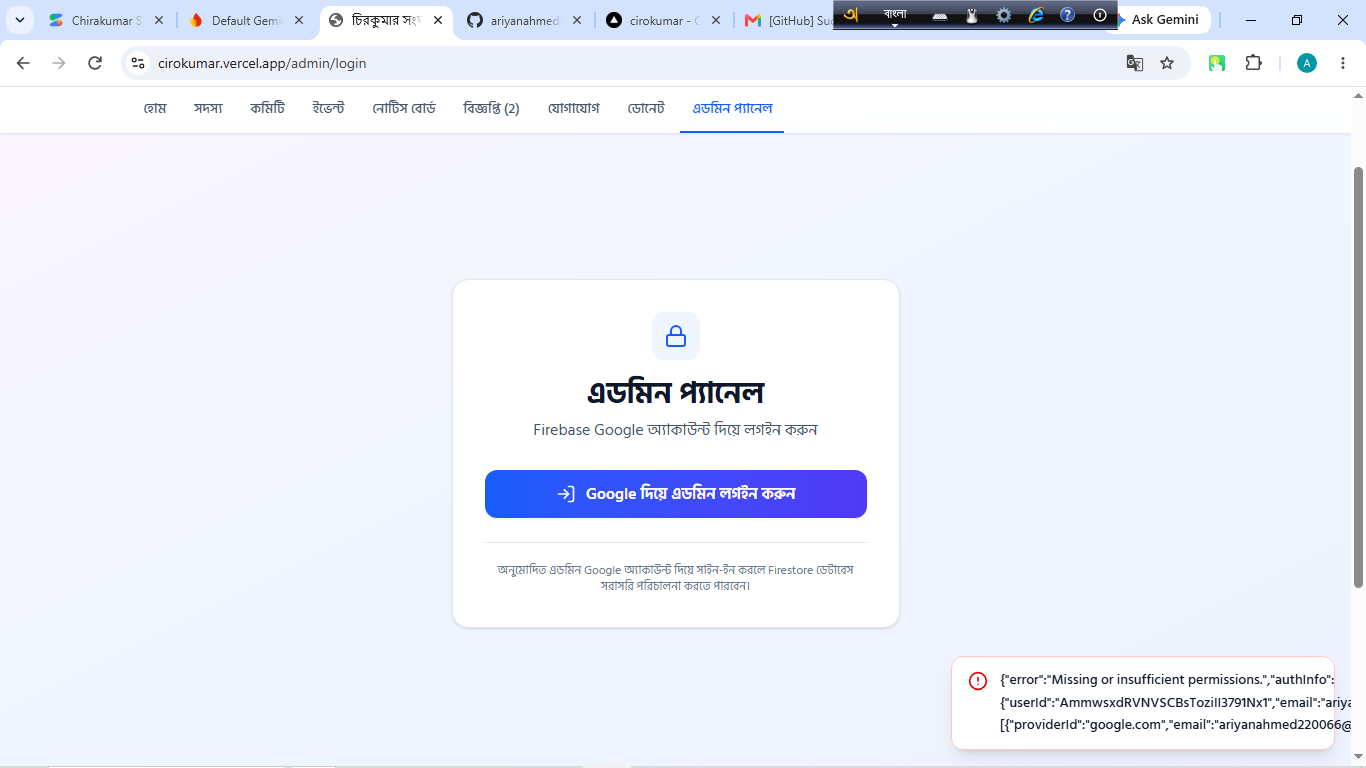 Chirakumar S
Default Gemi
চিরকুমার সংঘ
ariyanahmed
cirokumar - G
[GitHub] Suc
বাংলা
Ask Gemini
cirokumar.vercel.app/admin/login
A
হোম সদস্য কমিটি ইভেন্ট নোটিস বোর্ড বিজ্ঞপ্তি (2) যোগাযোগ ডোনেট এডমিন প্যানেল
এডমিন প্যানেল
Firebase Google অ্যাকাউন্ট দিয়ে লগইন করুন
Google দিয়ে এডমিন লগইন করুন
অনুমোদিত এডমিন Google অ্যাকাউন্ট দিয়ে সাইন-ইন করলে Firestore ডেটাবেস
সরাসরি পরিচালনা করতে পারবেন।
{"error":"Missing or insufficient permissions.","authInfo":
{"userId":"AmmwsxdRVNVSCBsToziII3791Nx1","email":"ariya
[{"providerId":"google.com","email":"ariyanahmed220066@